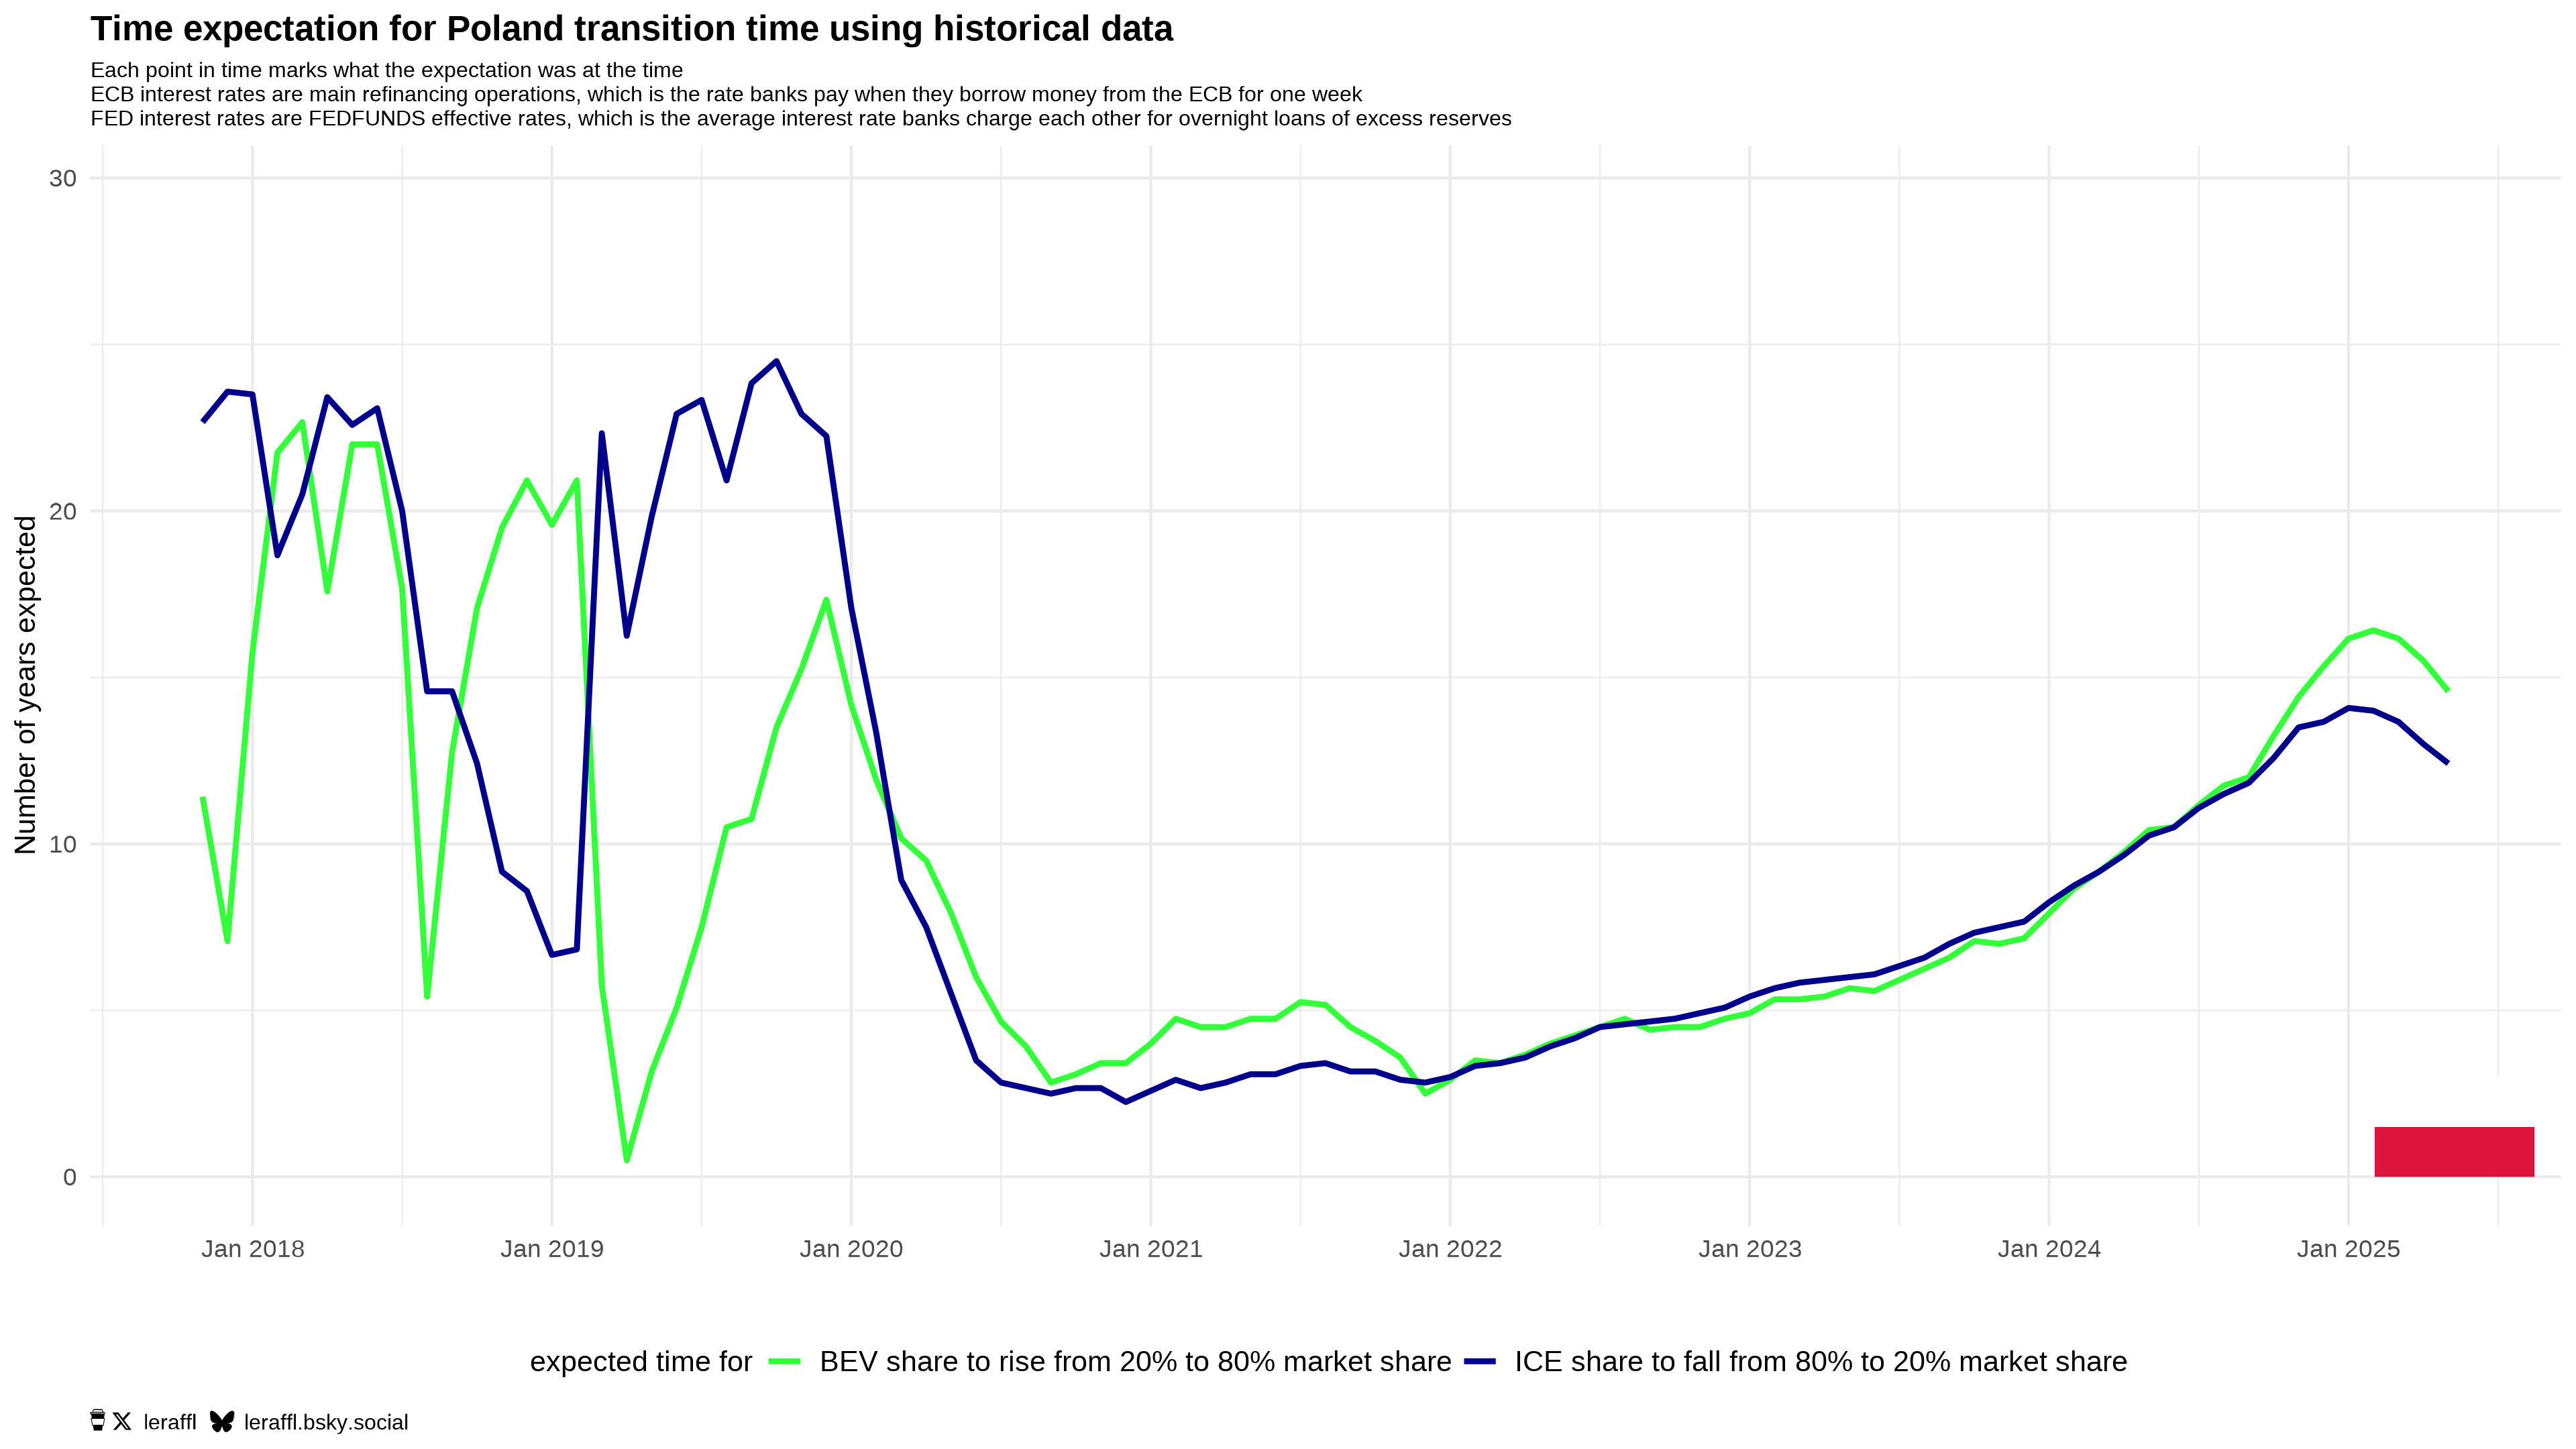 Time expectation for Poland transition time using historical data
Each point in time marks what the expectation was at the time
ECB interest rates are main refinancing operations, which is the rate banks pay when they borrow money from the ECB for one week
FED interest rates are FEDFUNDS effective rates, which is the average interest rate banks charge each other for overnight loans of excess reserves
Number of years expected
30
20
10
0
Jan 2018 Jan 2019 Jan 2020 Jan 2021 Jan 2022 Jan 2023 Jan 2024 Jan 2025
expected time for BEV share to rise from 20% to 80% market share ICE share to fall from 80% to 20% market share
leraffl leraffl.bsky.social